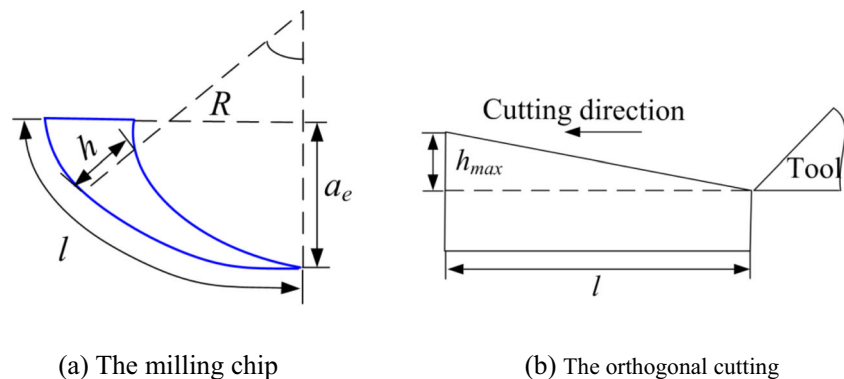 R
h
a_e
l
(a) The milling chip
Cutting direction
h_max
Tool
l
(b) The orthogonal cutting